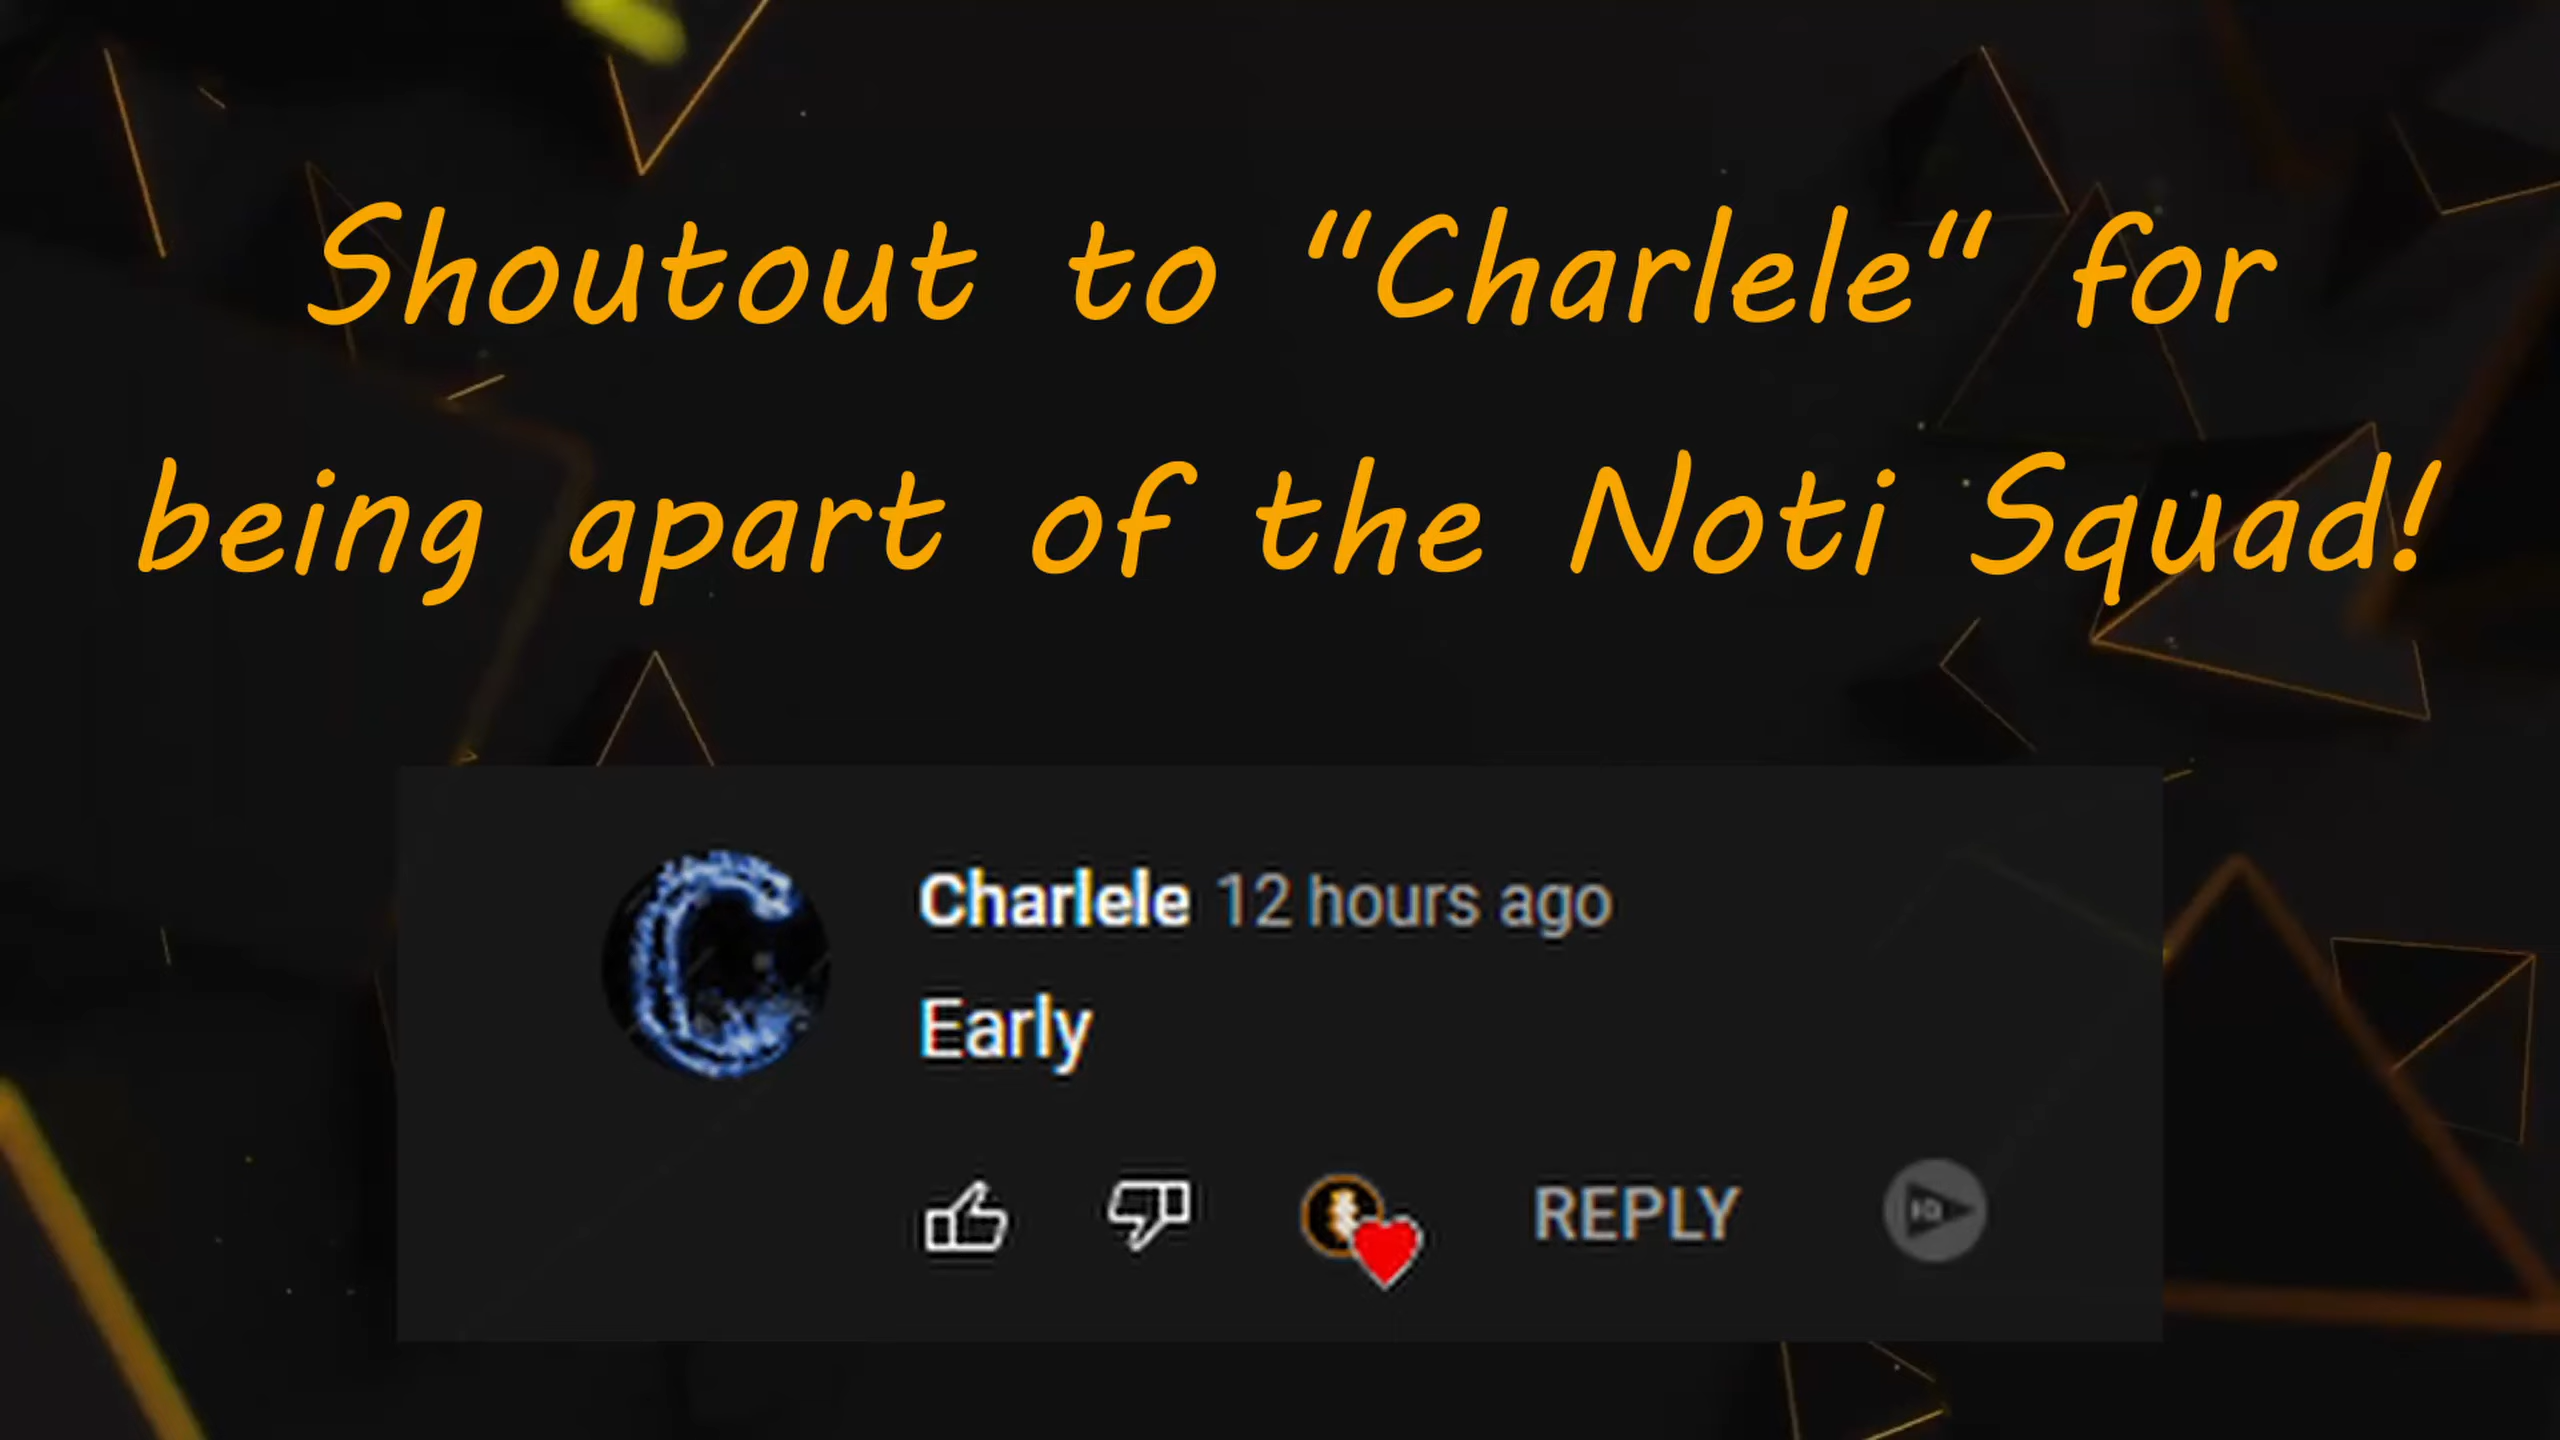 Shoutout to “Charlele“ for
being apart of the Noti Squad!
Charlele 12 hours ago
Early
REPLY